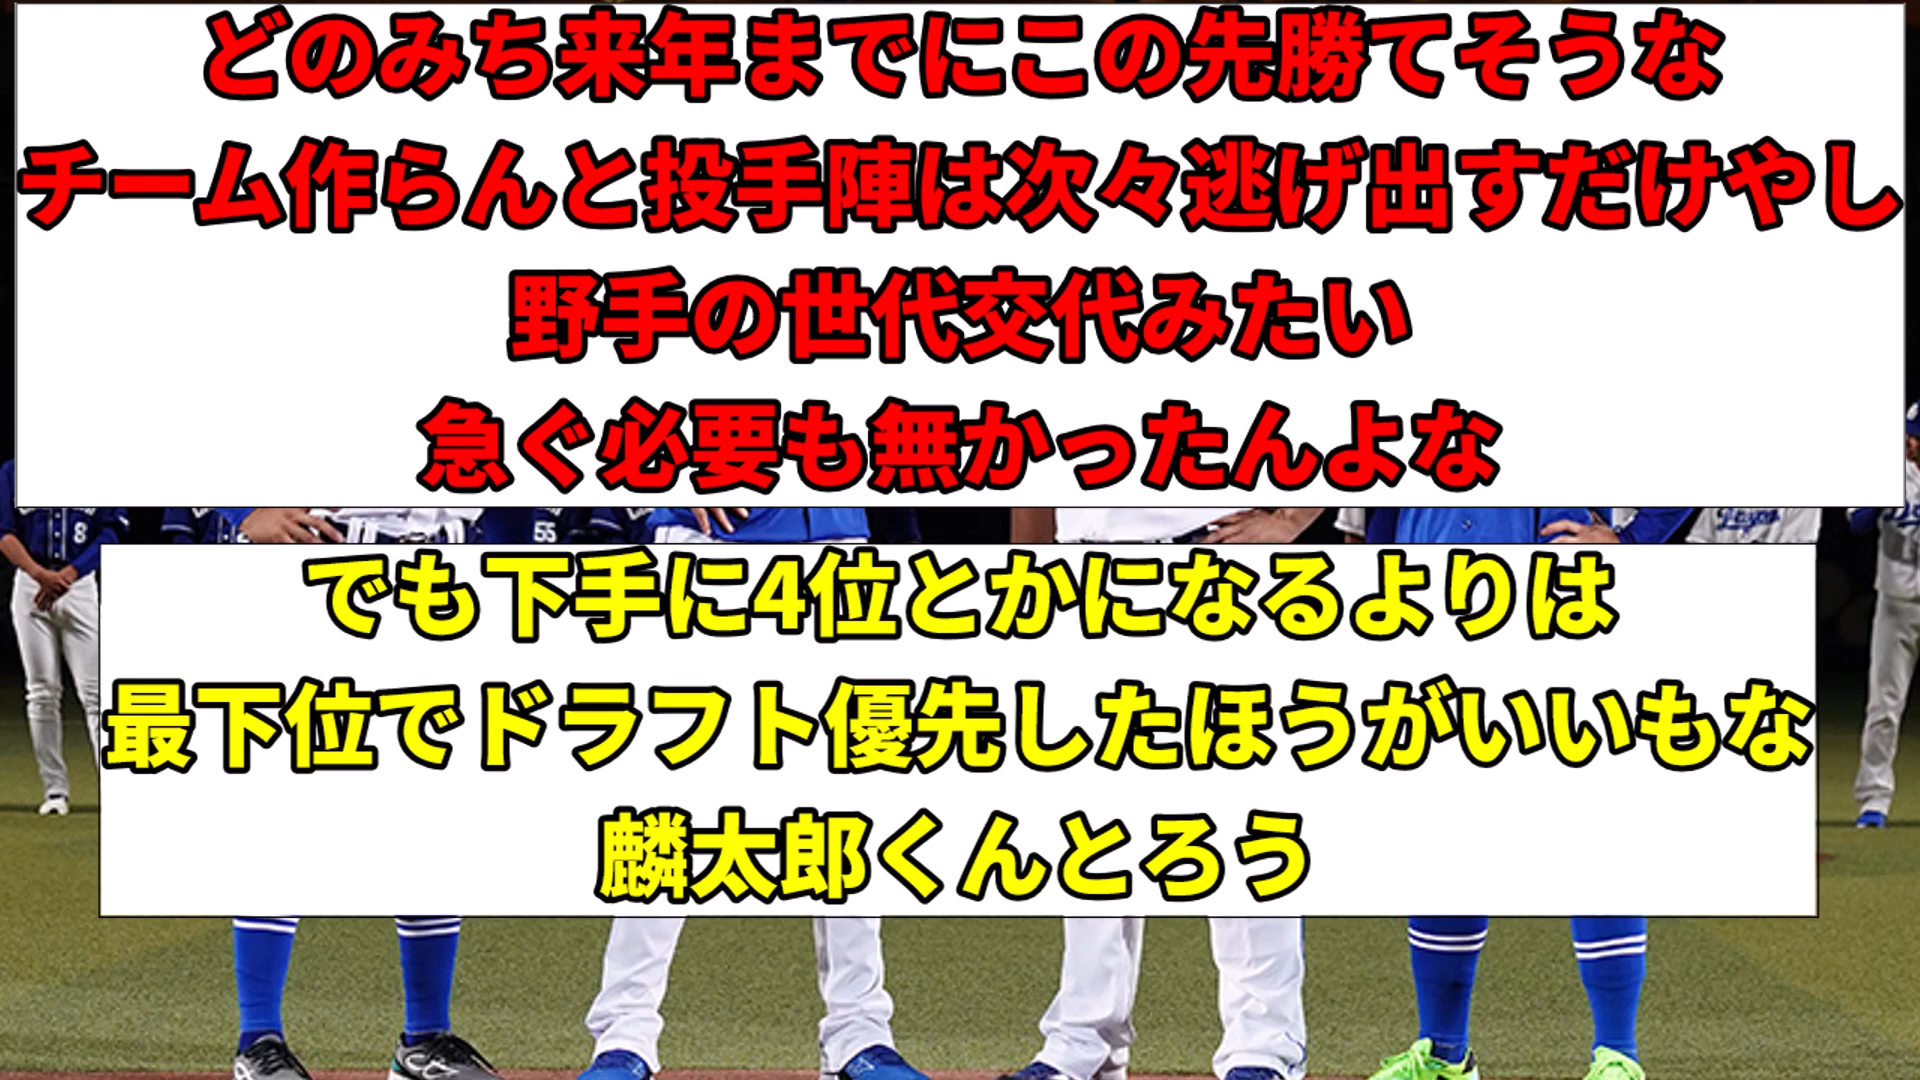 どのみち来年までにこの先勝てそうな
チーム作らんと投手陣は次々逃げ出すだけやし
野手の世代交代みたい
急ぐ必要も無かったんよな
8
55
でも下手に4位とかになるよりは
最下位でドラフト優先したほうがいいもな
麟太郎くんとろう